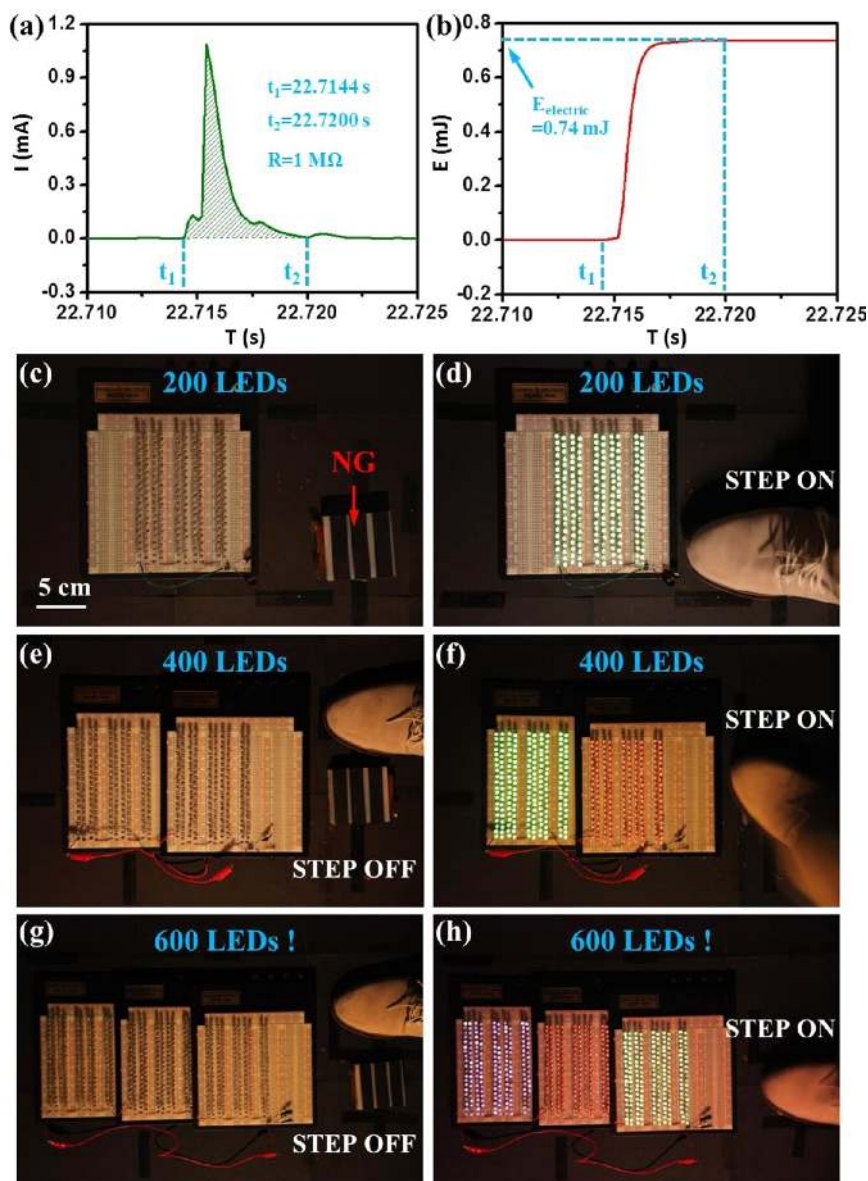 (a)
1.2
0.9
0.6
0.3
0.0
-0.3
I (mA)
t₁=22.7144 s
t₂=22.7200 s
R=1 MΩ
t₁
t₂
22.710
22.715
22.720
22.725
T (s)
(b)
0.8
0.6
0.4
0.2
0.0
-0.2
E (mJ)
E_electric
=0.74 mJ
t₁
t₂
22.710
22.715
22.720
22.725
T (s)
(c)
200 LEDs
NG
5 cm
(d)
200 LEDs
STEP ON
(e)
400 LEDs
STEP OFF
(f)
400 LEDs
STEP ON
(g)
600 LEDs !
STEP OFF
(h)
600 LEDs !
STEP ON